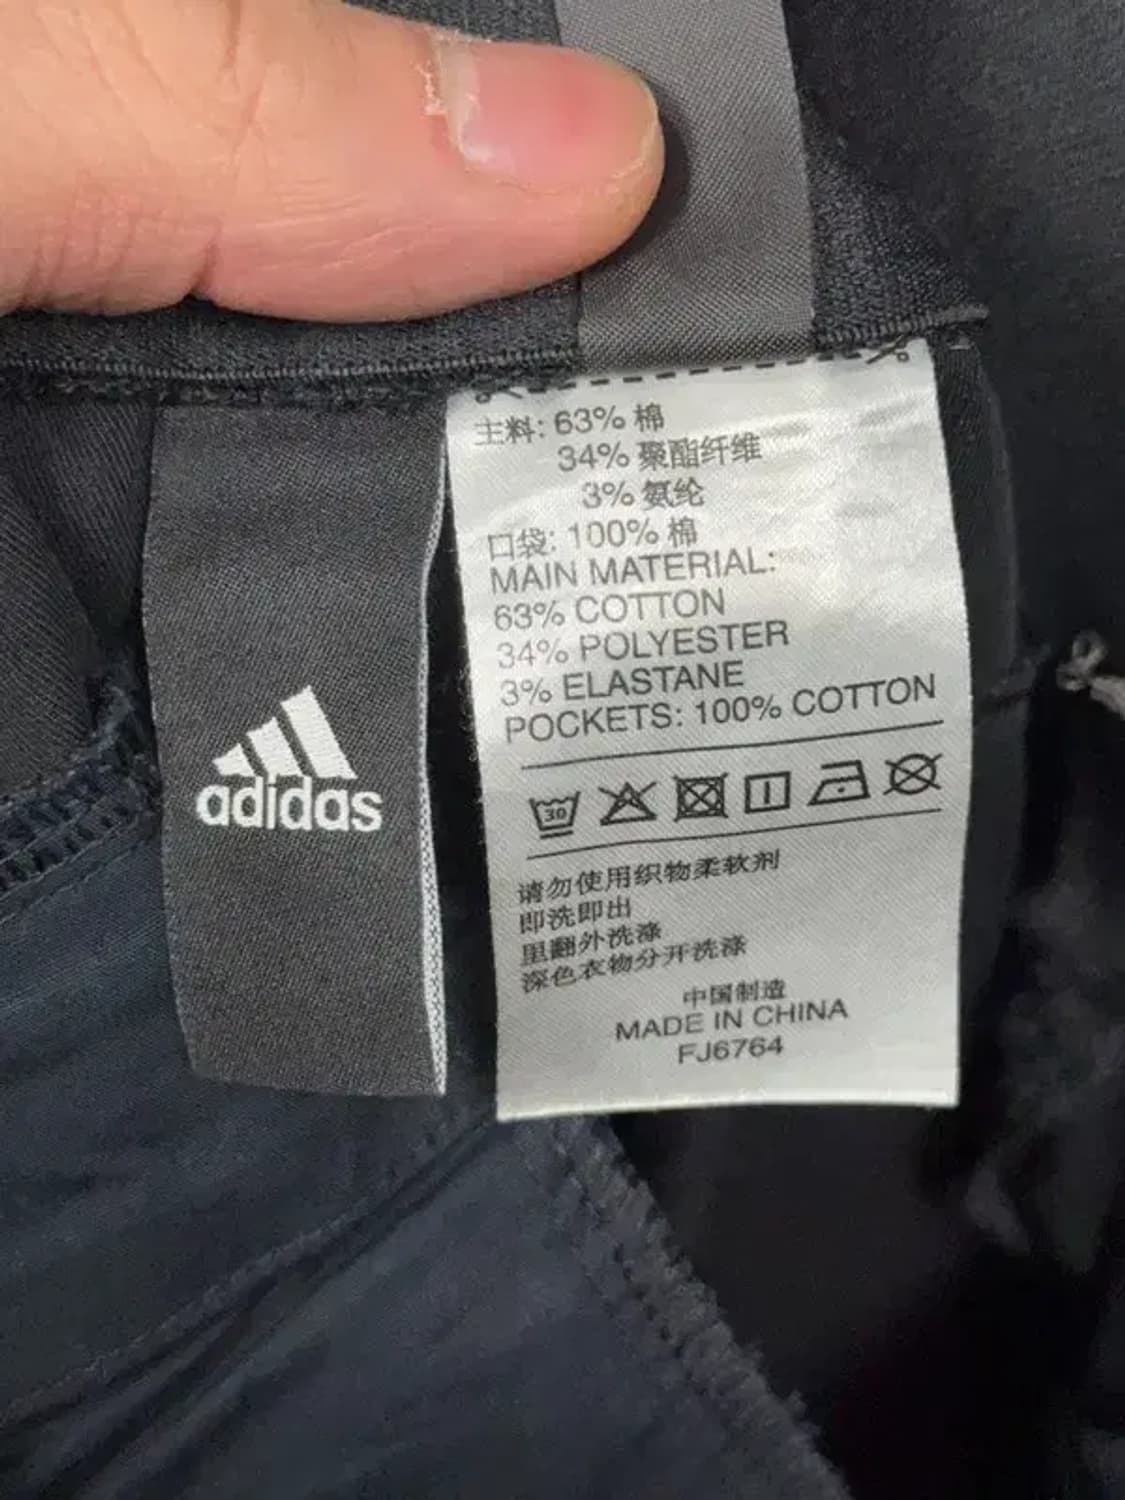 主料: 63% 棉
34% 聚酯纤维
3% 氨纶
口袋: 100% 棉
MAIN MATERIAL:
63% COTTON
34% POLYESTER
3% ELASTANE
POCKETS: 100% COTTON
30
请勿使用织物柔软剂
即洗即出
里翻外洗涤
深色衣物分开洗涤
中国制造
MADE IN CHINA
FJ6764
adidas